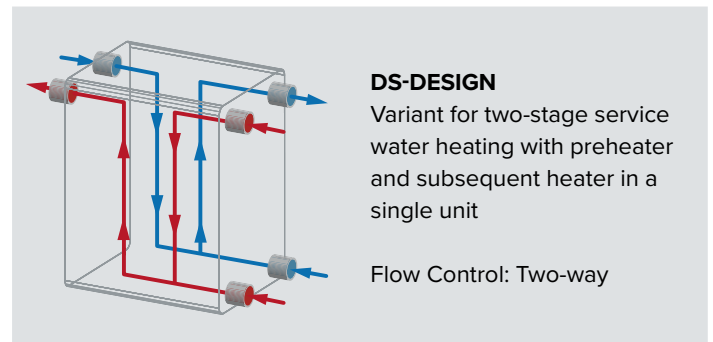 DS-DESIGN
Variant for two-stage service
water heating with preheater
and subsequent heater in a
single unit
Flow Control: Two-way